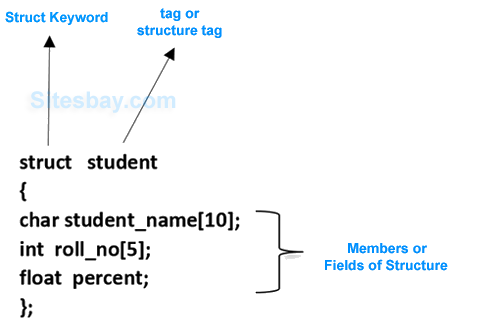 Struct Keyword
tag or
structure tag
Sitesbay.com
struct student
{
char student_name[10];
int roll_no[5];
float percent;
};
Members or
Fields of Structure